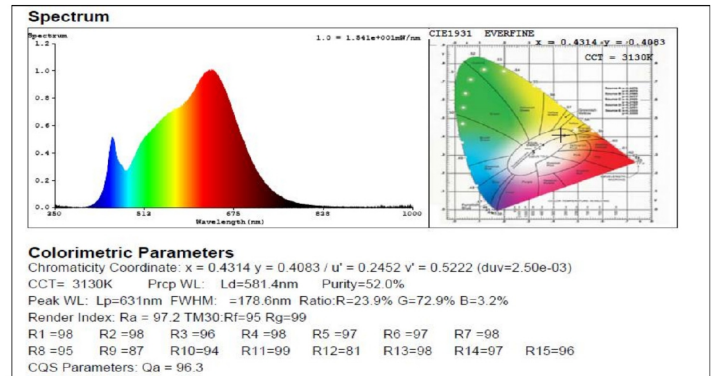 Spectrum
Spectrum
1.0 = 1.841e+001mW/nm
1.2
1.0
0.8
0.6
0.4
0.2
0.0
350 512 675 838 1000
Wavelength(nm)
CIE1931 EVERFINE
x = 0.4314 y = 0.4083
CCT = 3130K
Colorimetric Parameters
Chromaticity Coordinate: x = 0.4314 y = 0.4083 / u' = 0.2452 v' = 0.5222 (duv=2.50e-03)
CCT= 3130K Prcp WL: Ld=581.4nm Purity=52.0%
Peak WL: Lp=631nm FWHM: =178.6nm Ratio:R=23.9% G=72.9% B=3.2%
Render Index: Ra = 97.2 TM30:Rf=95 Rg=99
R1 =98 R2 =98 R3 =96 R4 =98 R5 =97 R6 =97 R7 =98
R8 =95 R9 =87 R10=94 R11=99 R12=81 R13=98 R14=97 R15=96
CQS Parameters: Qa = 96.3